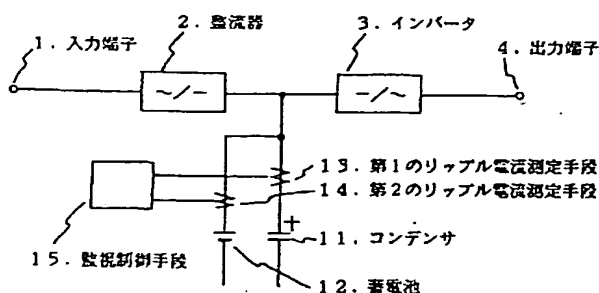 1. 入力端子
2. 整流器
3. インバータ
4. 出力端子
~/−
−/~
13. 第1のリップル電流測定手段
14. 第2のリップル電流測定手段
+
11. コンデンサ
15. 監視制御手段
12. 蓄電池